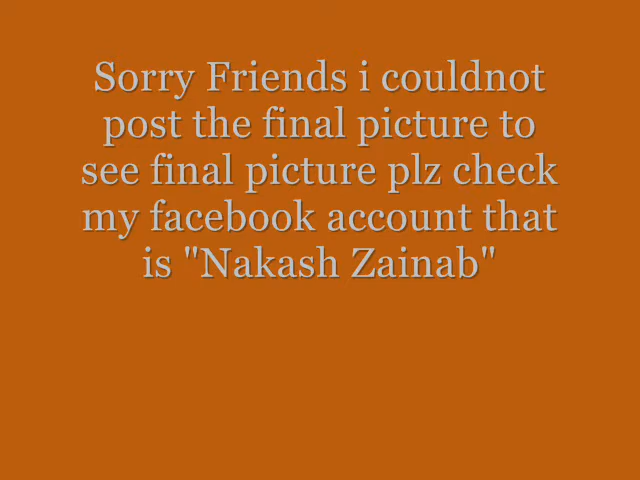 Sorry Friends i couldnot
post the final picture to
see final picture plz check
my facebook account that
is "Nakash Zainab"